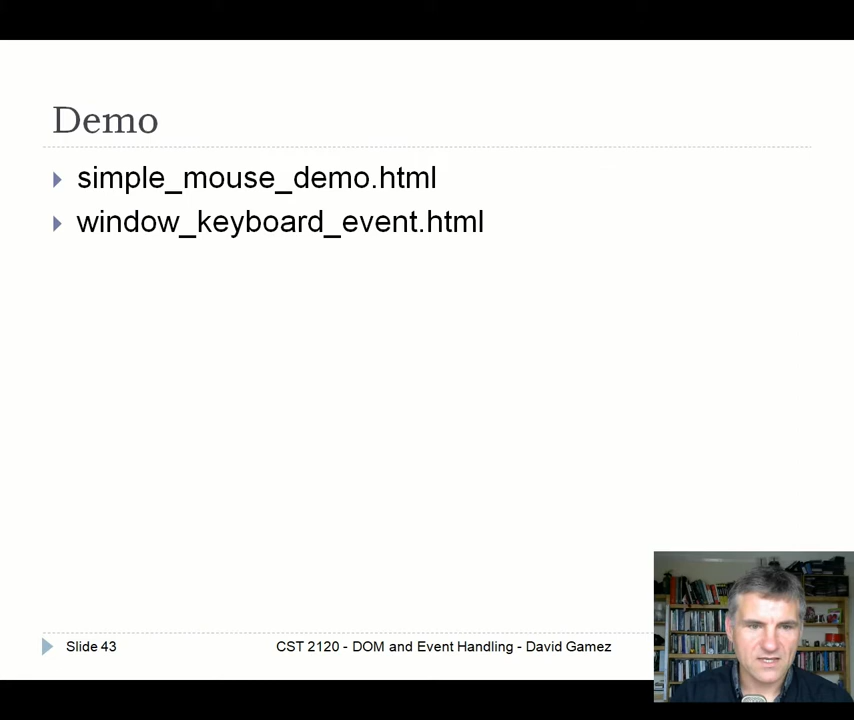 Demo
simple_mouse_demo.html
window_keyboard_event.html
Slide 43
CST 2120 - DOM and Event Handling - David Gamez